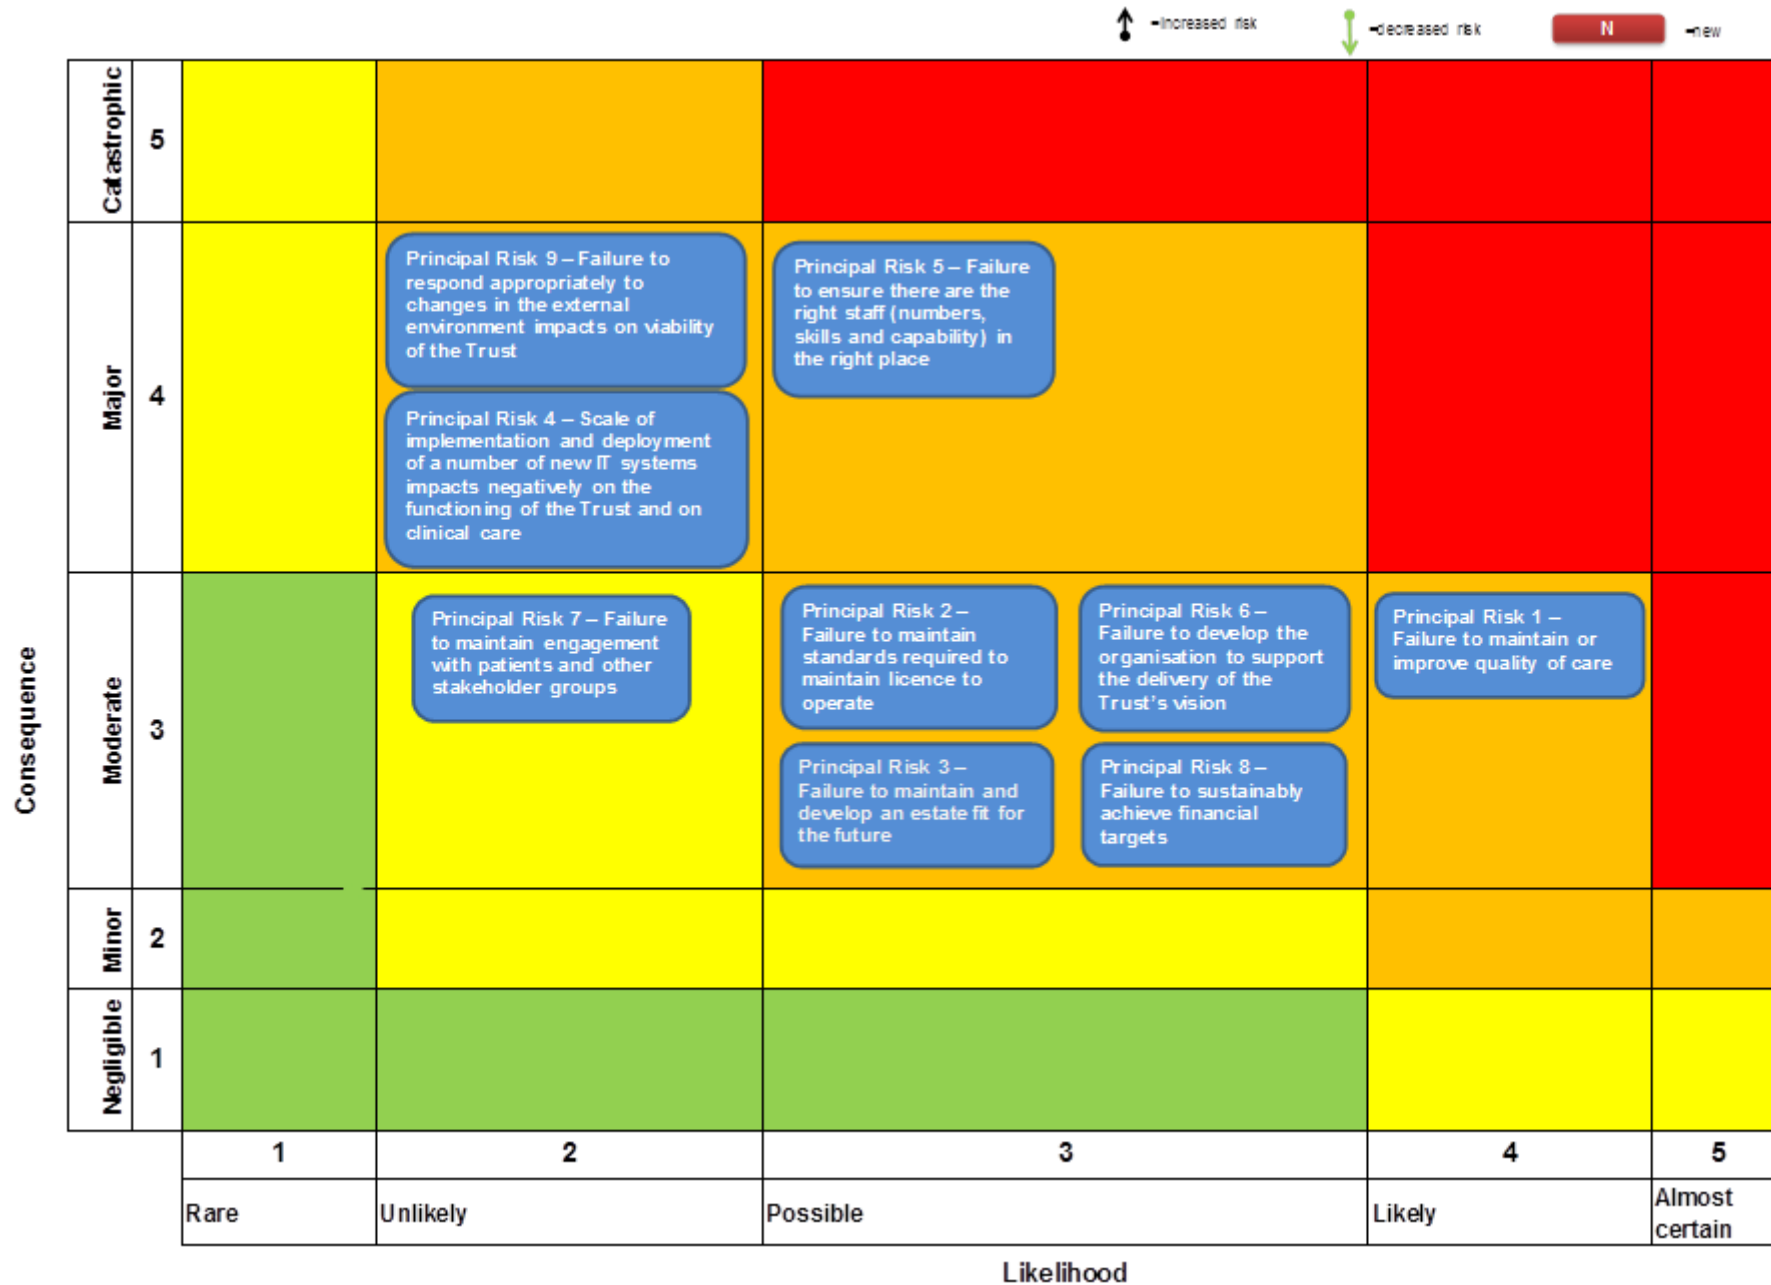 =increased risk
=decreased risk
N
=new
Catastrophic
5
Major
4
Principal Risk 9 – Failure to
respond appropriately to
changes in the external
environment impacts on viability
of the Trust
Principal Risk 4 – Scale of
implementation and deployment
of a number of new IT systems
impacts negatively on the
functioning of the Trust and on
clinical care
Principal Risk 5 – Failure
to ensure there are the
right staff (numbers,
skills and capability) in
the right place
Consequence
Moderate
3
Principal Risk 7 – Failure
to maintain engagement
with patients and other
stakeholder groups
Principal Risk 2 –
Failure to maintain
standards required to
maintain licence to
operate
Principal Risk 6 –
Failure to develop the
organisation to support
the delivery of the
Trust's vision
Principal Risk 1 –
Failure to maintain or
improve quality of care
Principal Risk 3 –
Failure to maintain and
develop an estate fit for
the future
Principal Risk 8 –
Failure to sustainably
achieve financial
targets
Minor
2
Negligible
1
1
2
3
4
5
Rare
Unlikely
Possible
Likely
Almost
certain
Likelihood